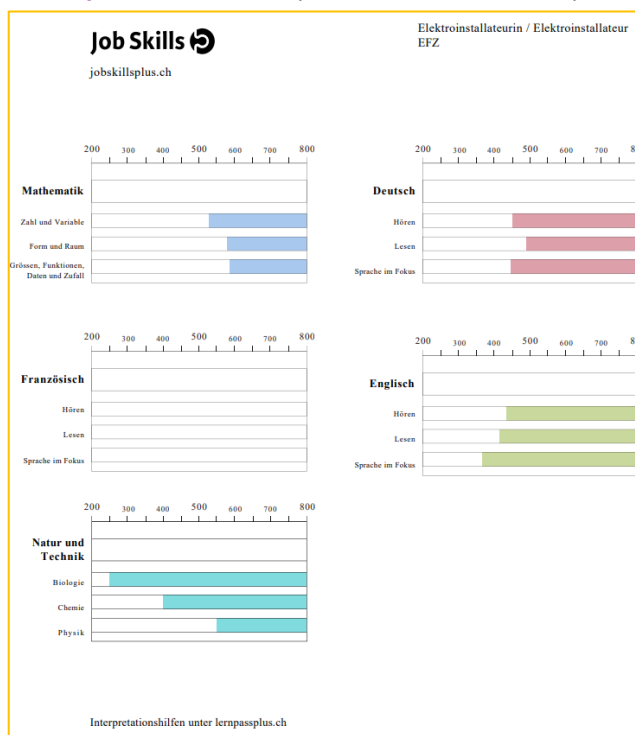 Job Skills
jobskillsplus.ch
Elektroinstallateurin / Elektroinstallateur
EFZ
200 300 400 500 600 700 800
Mathematik
Zahl und Variable
Form und Raum
Grössen, Funktionen,
Daten und Zufall
200 300 400 500 600 700
Deutsch
Hören
Lesen
Sprache im Fokus
200 300 400 500 600 700 800
Französisch
Hören
Lesen
Sprache im Fokus
200 300 400 500 600 700
Englisch
Hören
Lesen
Sprache im Fokus
200 300 400 500 600 700 800
Natur und
Technik
Biologie
Chemie
Physik
Interpretationshilfen unter lernpassplus.ch